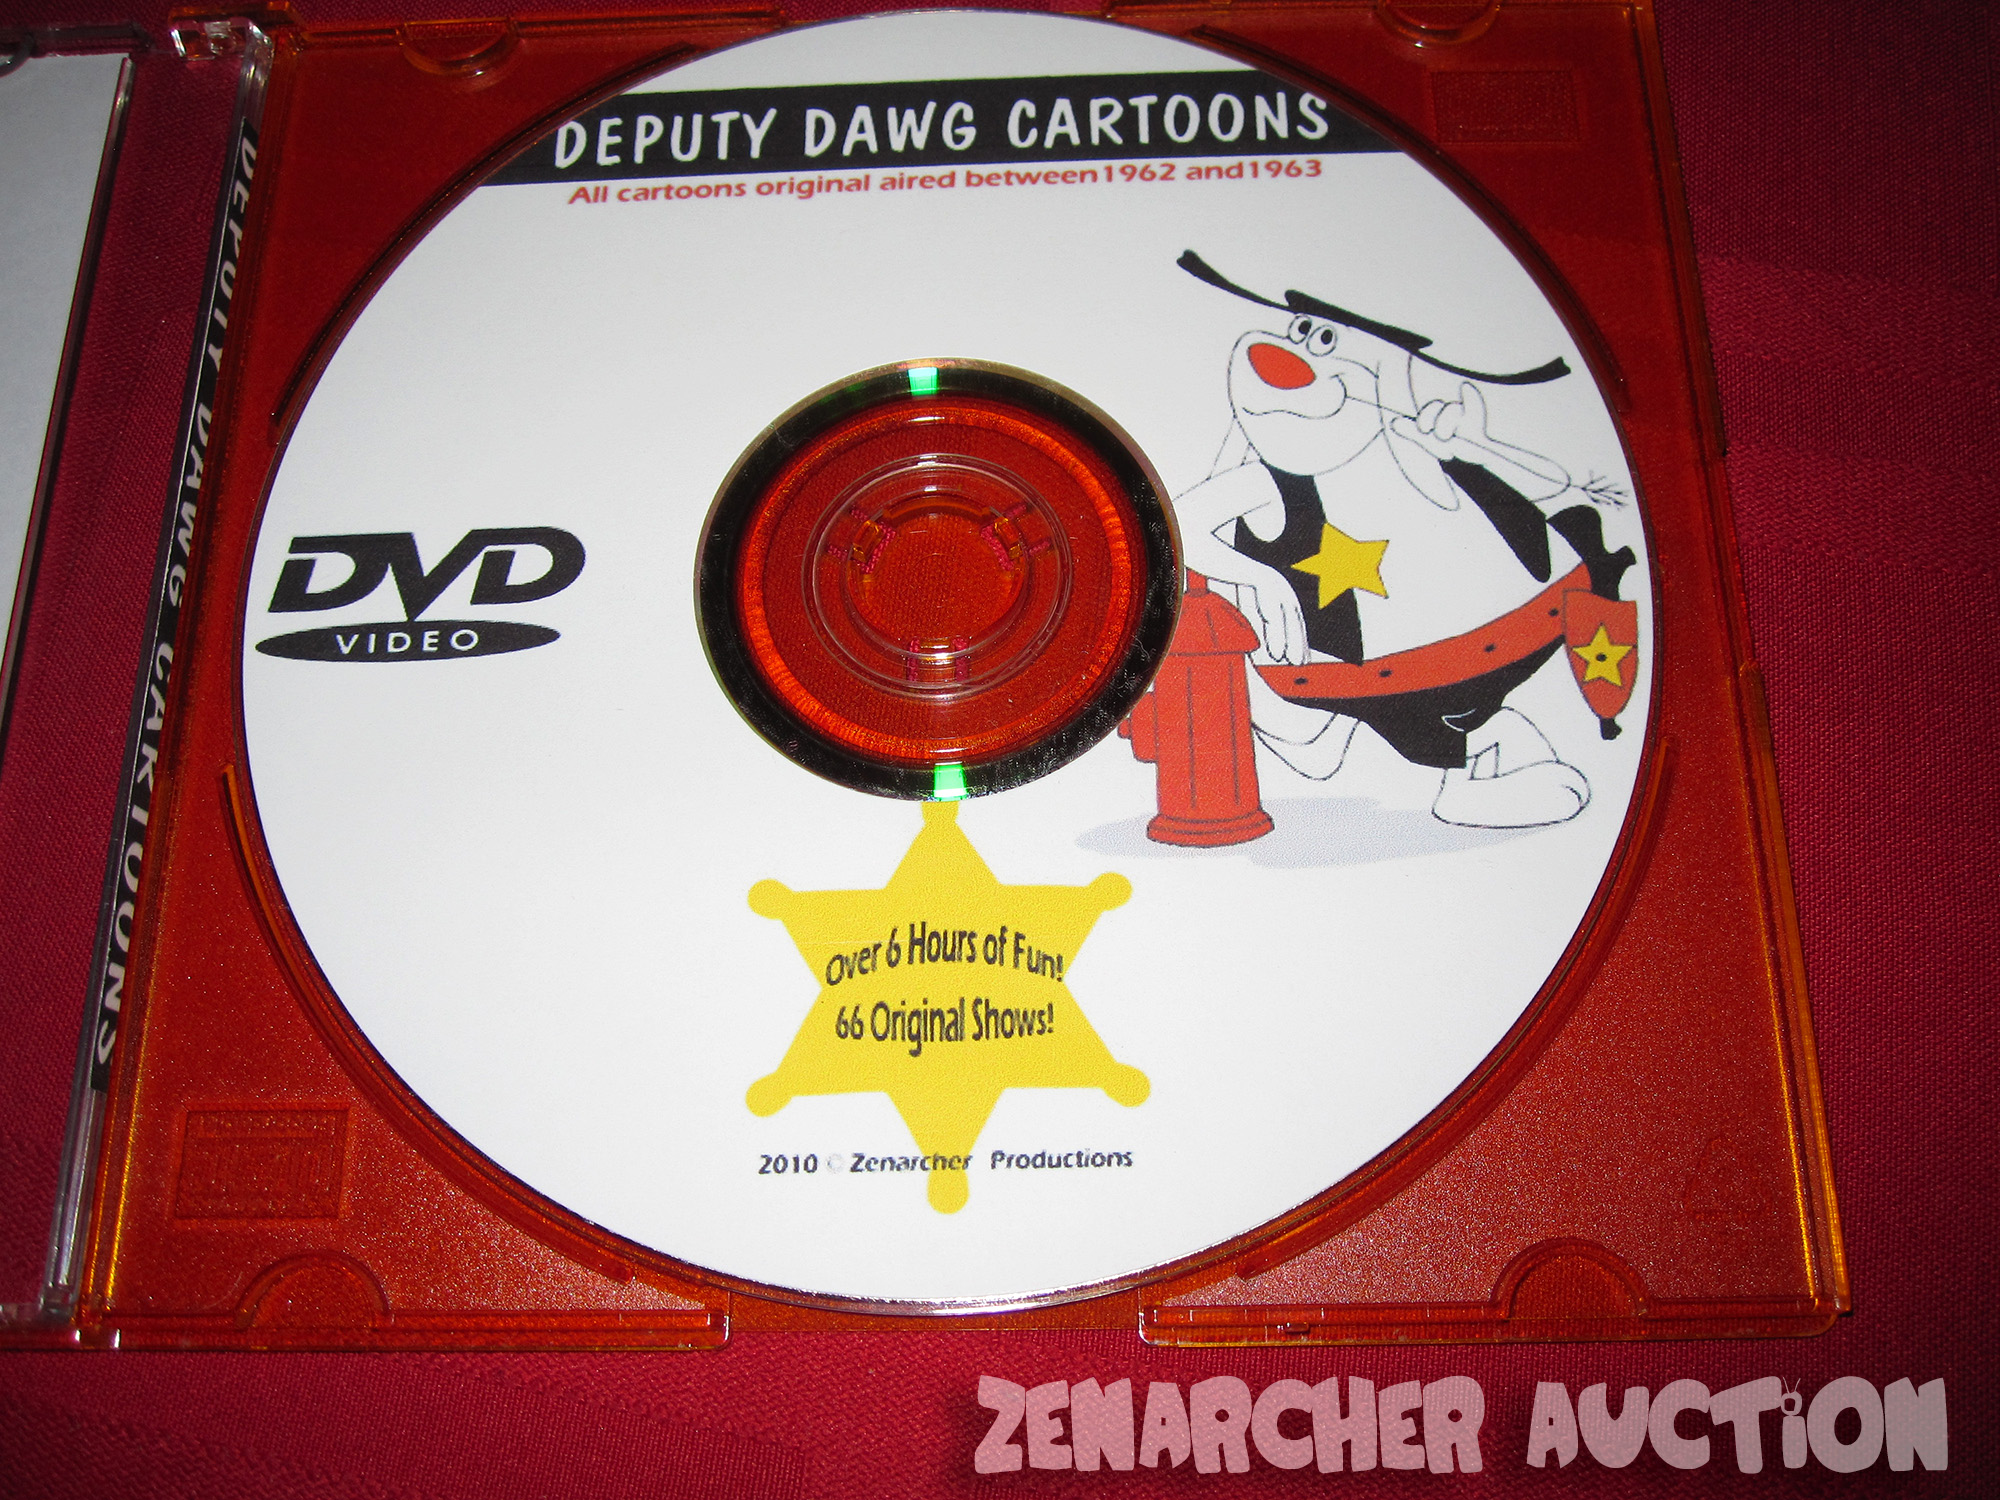 DEPUTY DAWG CARTOONS
All cartoons original aired between1962 and1963
DEPUTY DAWG CARTOONS
DVD
VIDEO
Over 6 Hours of Fun!
66 Original Shows!
2010 © Zenarcher Productions
ZENARCHER AUCTION